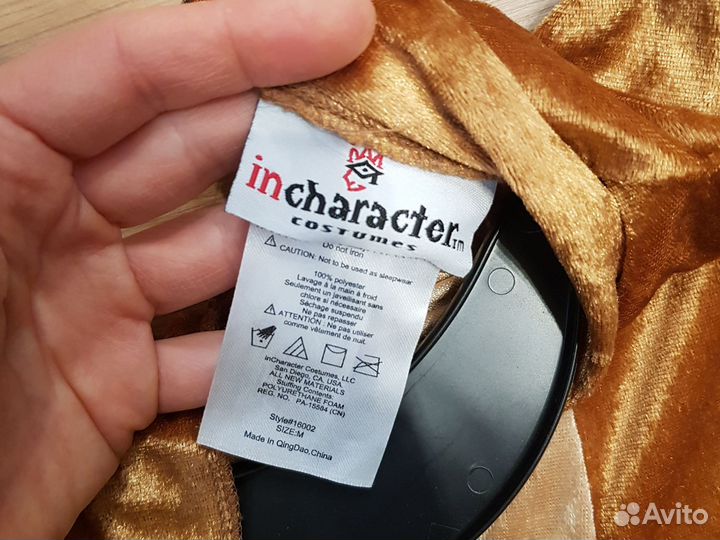 incharacter TM
COSTUMES
Do not iron
⚠ CAUTION: Not to be used as sleepwear
100% polyester
Lavage à la main à froid
Seulement un javellisant sans
chlore si nécessaire
Séchage suspendu
Ne pas repasser
⚠ ATTENTION : Ne pas utiliser
comme vêtement de nuit.
InCharacter Costumes, LLC
San Diego, CA. USA
ALL NEW MATERIALS
Stuffing Contents:
POLYURETHANE FOAM
REG. NO. PA-15594 (CN)
Style#16002
SIZE:M
Made In QingDao,China
Avito